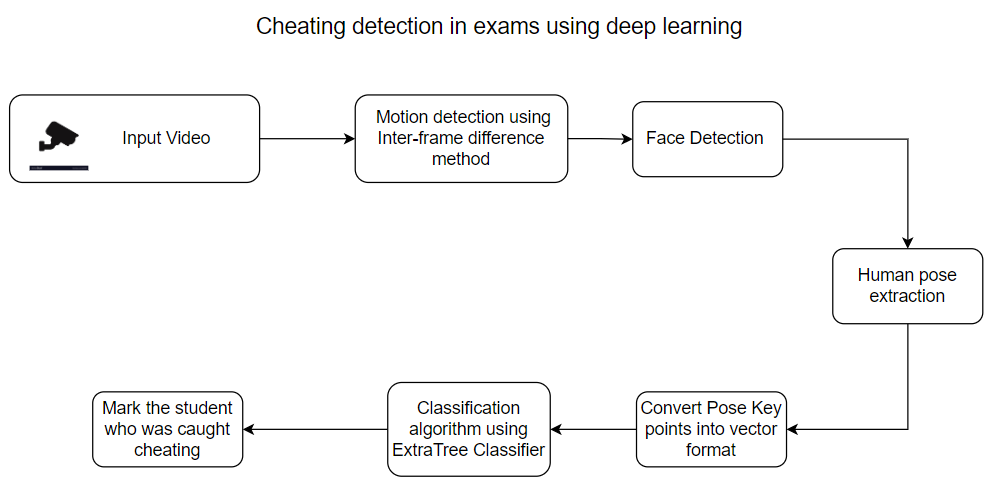 Cheating detection in exams using deep learning
Input Video
Motion detection using
Inter-frame difference
method
Face Detection
Human pose
extraction
Convert Pose Key
points into vector
format
Classification
algorithm using
ExtraTree Classifier
Mark the student
who was caught
cheating